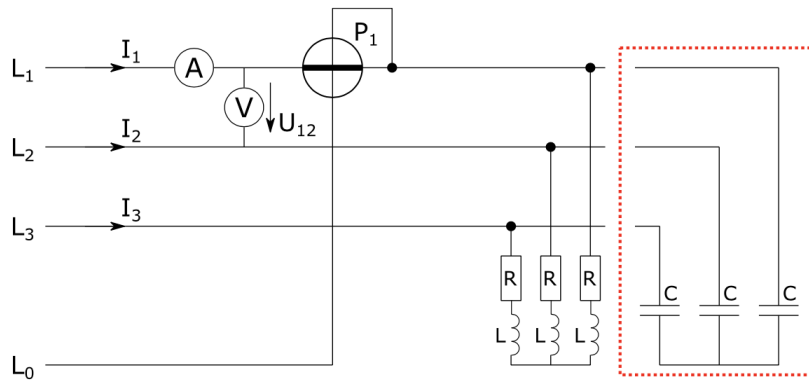 P₁
L₁ I₁ A
V U₁₂
L₂ I₂
L₃ I₃
R R R C C C
L L L
L₀